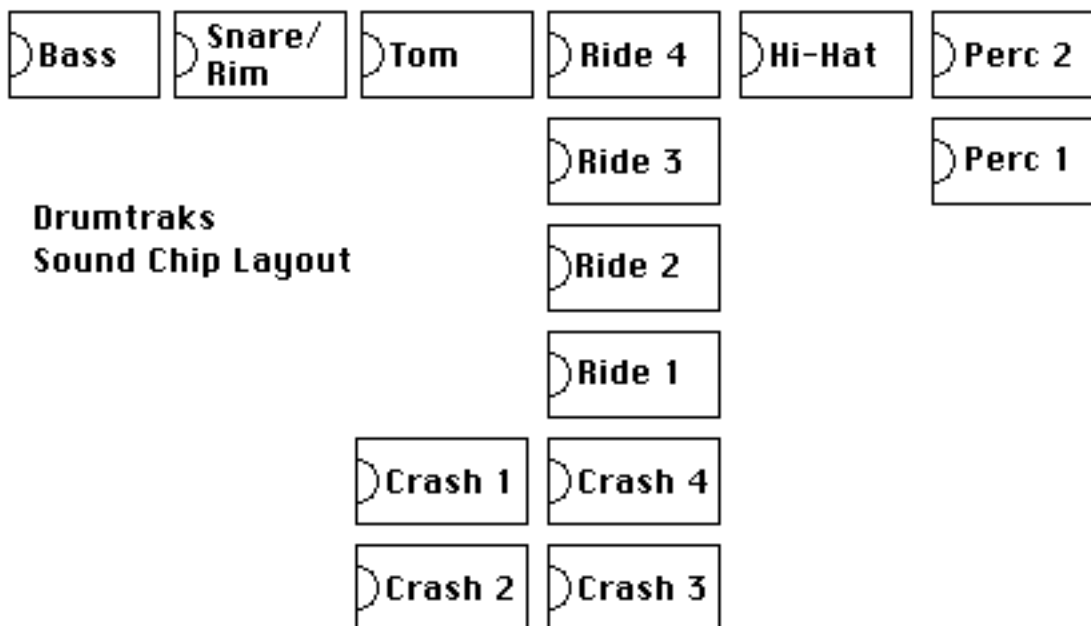 Bass
Snare/
Rim
Tom
Ride 4
Hi-Hat
Perc 2
Ride 3
Perc 1
Drumtraks
Sound Chip Layout
Ride 2
Ride 1
Crash 1
Crash 4
Crash 2
Crash 3